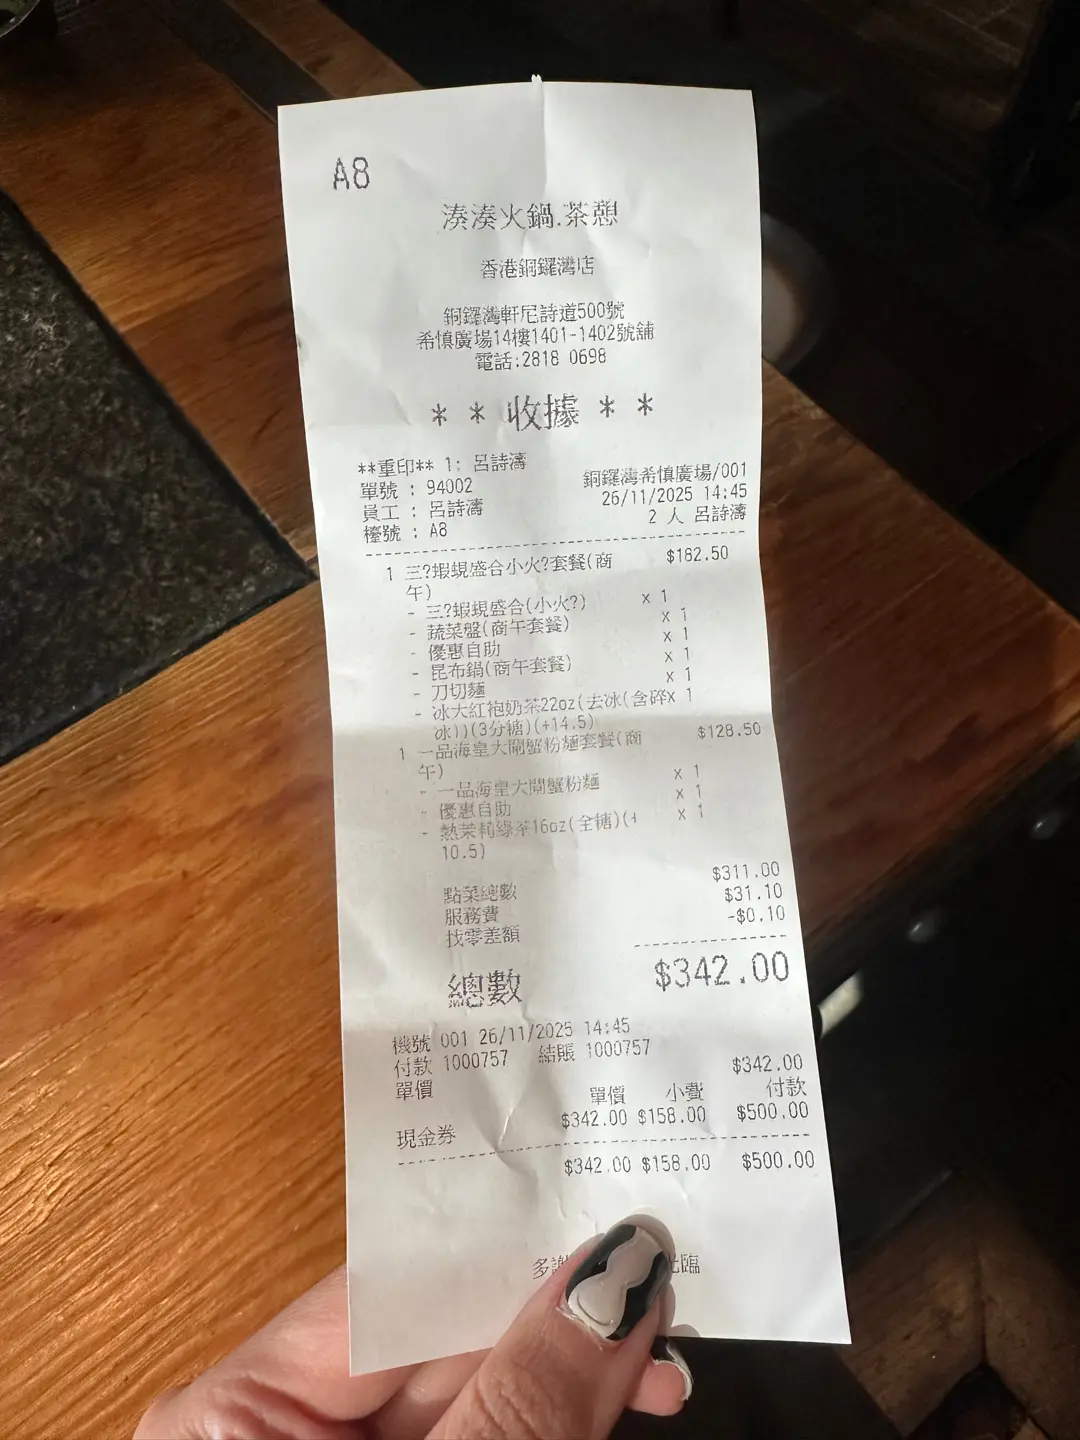 A8
湊湊火鍋.茶憩
香港銅鑼灣店
銅鑼灣軒尼詩道500號
希慎廣場14樓1401-1402號舖
電話:2818 0698
* * 收據 * *
**重印** 1: 呂詩濤
單號 : 94002
銅鑼灣希慎廣場/001
員工 : 呂詩濤
26/11/2025 14:45
檯號 : A8
2 人 呂詩濤
1 三?蝦蜆盛合小火?套餐(商 $182.50
午)
- 三?蝦蜆盛合(小火?) x 1
- 蔬菜盤(商午套餐) x 1
- 優惠自助 x 1
- 昆布鍋(商午套餐) x 1
- 刀切麵 x 1
- 冰大紅袍奶茶22oz(去冰(含碎x 1
冰))(3分糖)(+14.5)
1 一品海皇大閘蟹粉麵套餐(商 $128.50
午)
- 一品海皇大閘蟹粉麵 x 1
- 優惠自助 x 1
- 熱茉莉綠茶16oz(全糖)(+ x 1
10.5)
點菜總數 $311.00
服務費 $31.10
找零差額 -$0.10
總數 $342.00
機號 001 26/11/2025 14:45
付款 1000757 結賬 1000757
單價 $342.00
單價 小費 付款
現金券 $342.00 $158.00 $500.00
$342.00 $158.00 $500.00
多謝 光臨